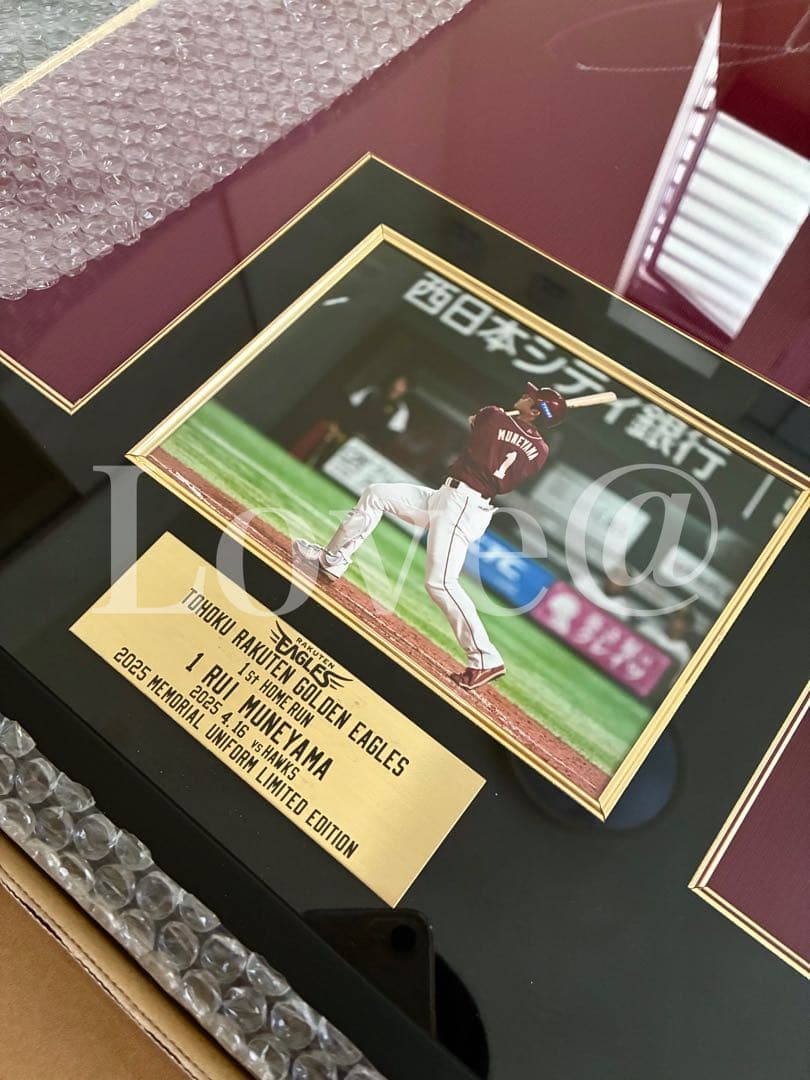 西日本シティ銀行
MUNEYAMA
1
Love@
RAKUTEN
EAGLES
TOHOKU RAKUTEN GOLDEN EAGLES
1st HOME RUN
1 RUI MUNEYAMA
2025.4.16 vs HAWKS
2025 MEMORIAL UNIFORM LIMITED EDITION